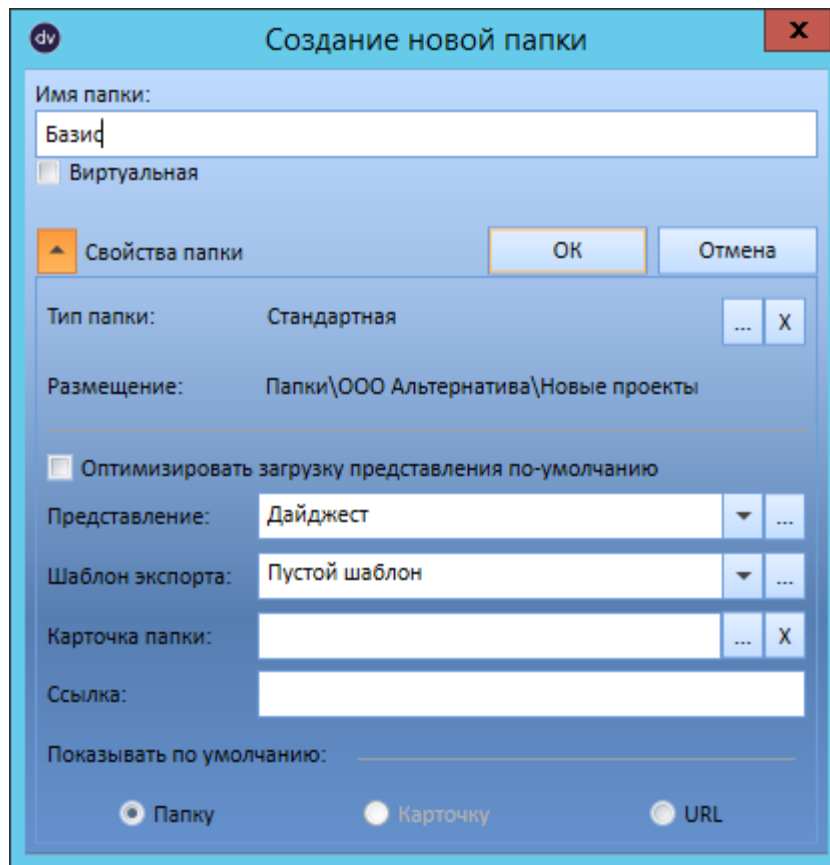 dv
Создание новой папки
x
Имя папки:
Базис
Виртуальная
Свойства папки
ОК
Отмена
Тип папки: Стандартная ... X
Размещение: Папки\ООО Альтернатива\Новые проекты
Оптимизировать загрузку представления по-умолчанию
Представление: Дайджест ...
Шаблон экспорта: Пустой шаблон ...
Карточка папки: ... X
Ссылка:
Показывать по умолчанию:
Папку Карточку URL